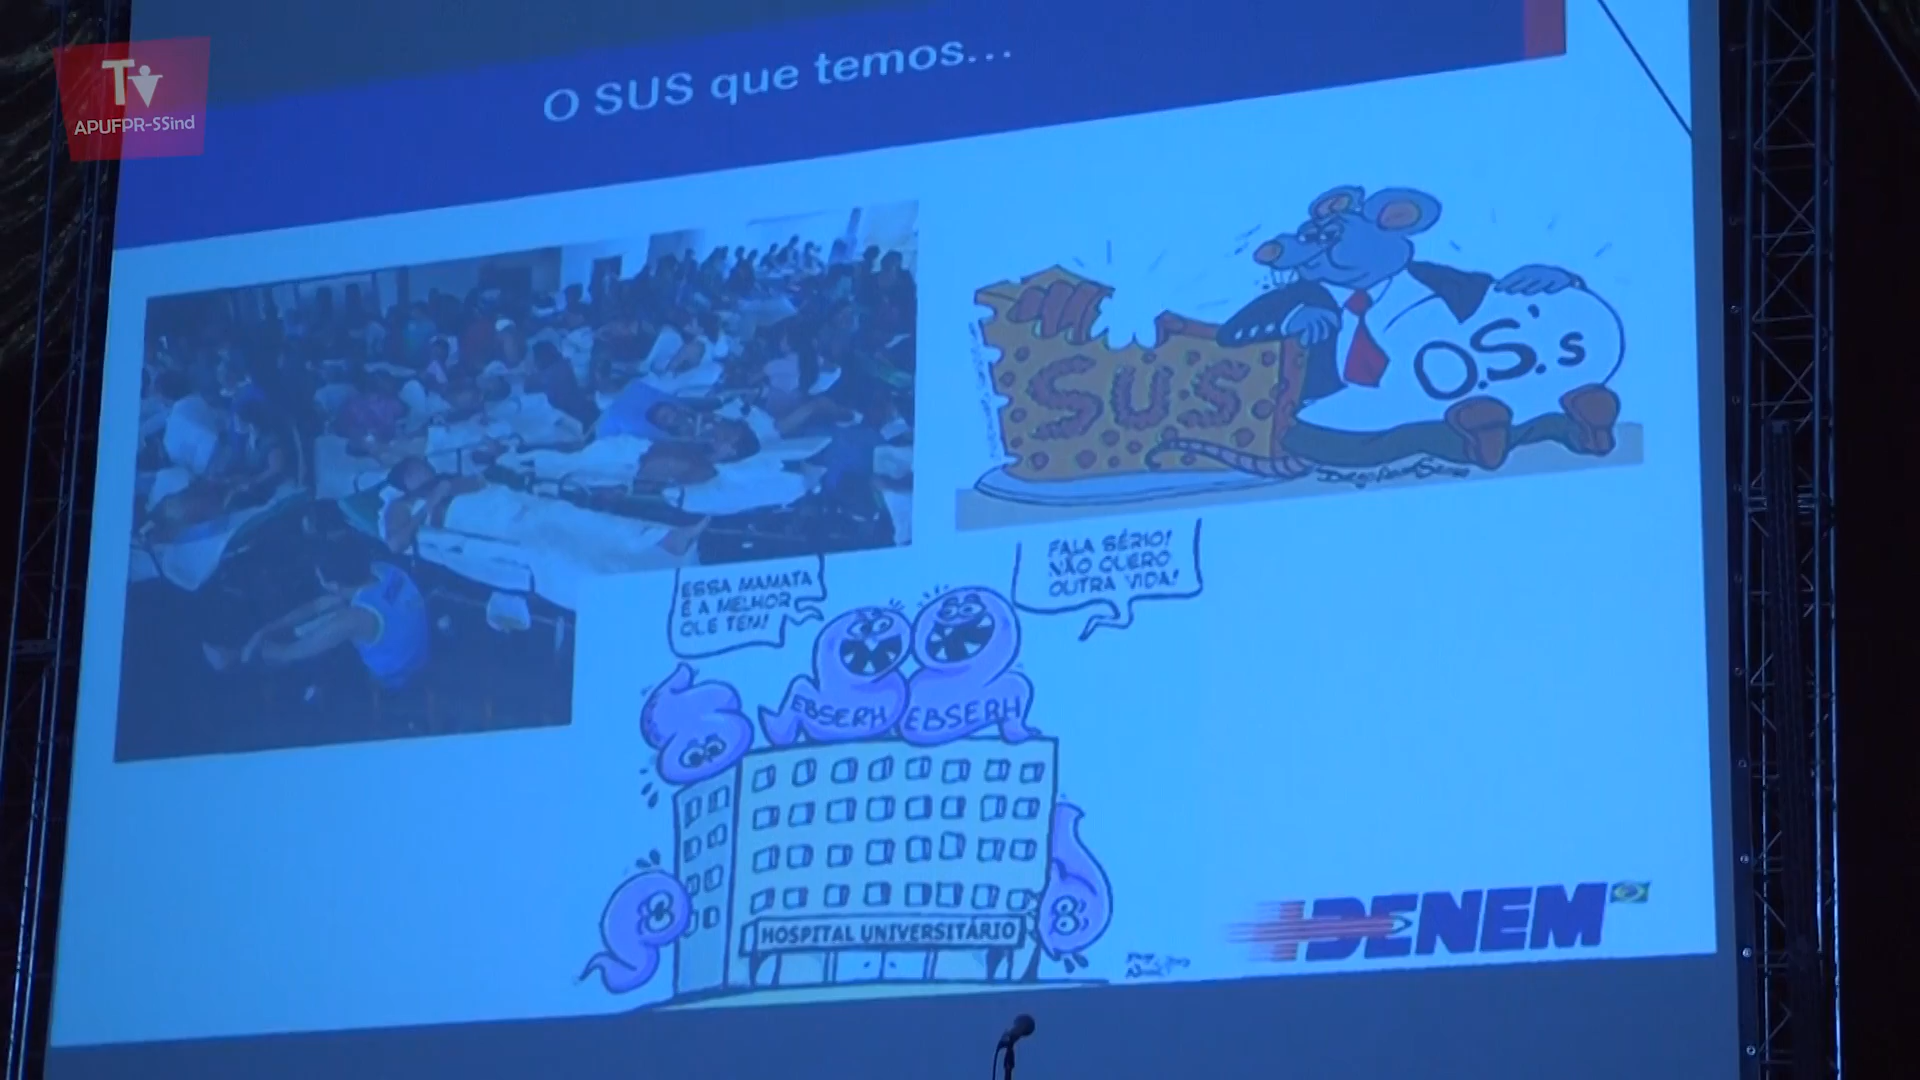 TV
APUFPR-SSind
O SUS que temos...
SUS
O.S.'s
ESSA MAMATA
É A MELHOR
QUE TEM!
FALA SÉRIO!
NÃO QUERO
OUTRA VIDA!
EBSERH
EBSERH
HOSPITAL UNIVERSITÁRIO
DENEM